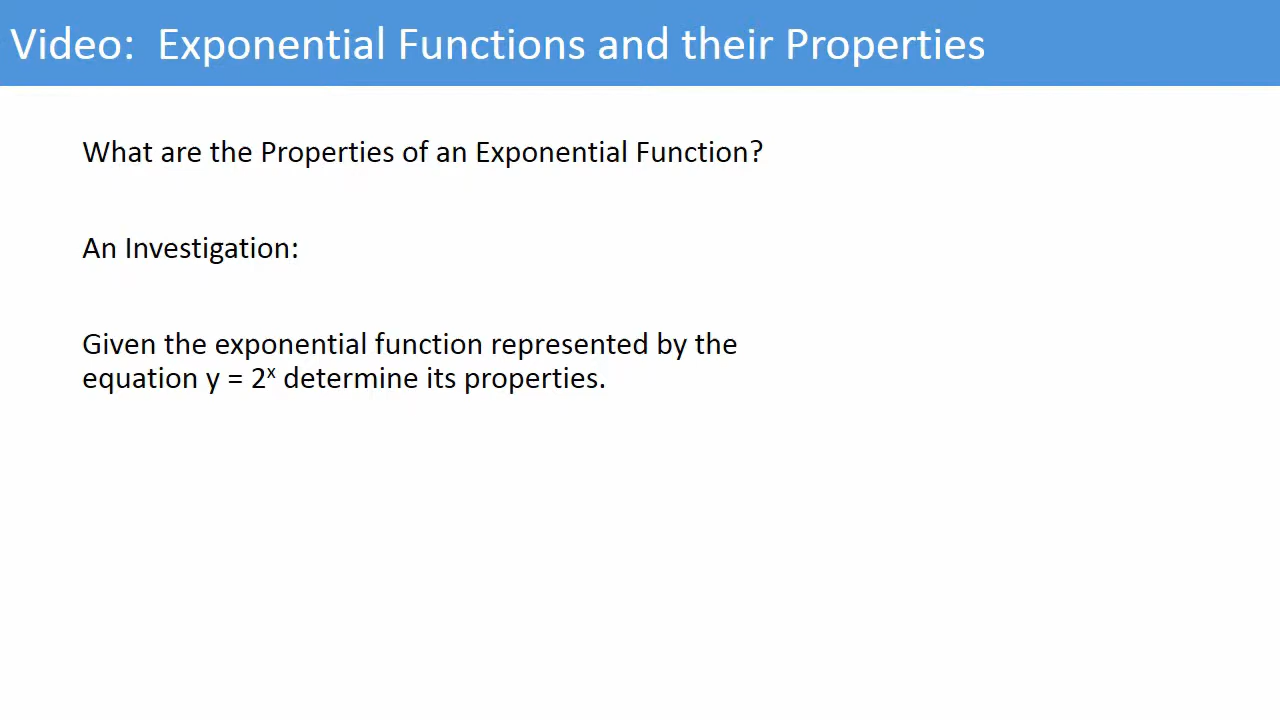 Video:  Exponential Functions and their Properties
What are the Properties of an Exponential Function?
An Investigation:
Given the exponential function represented by the
equation y = 2ˣ determine its properties.